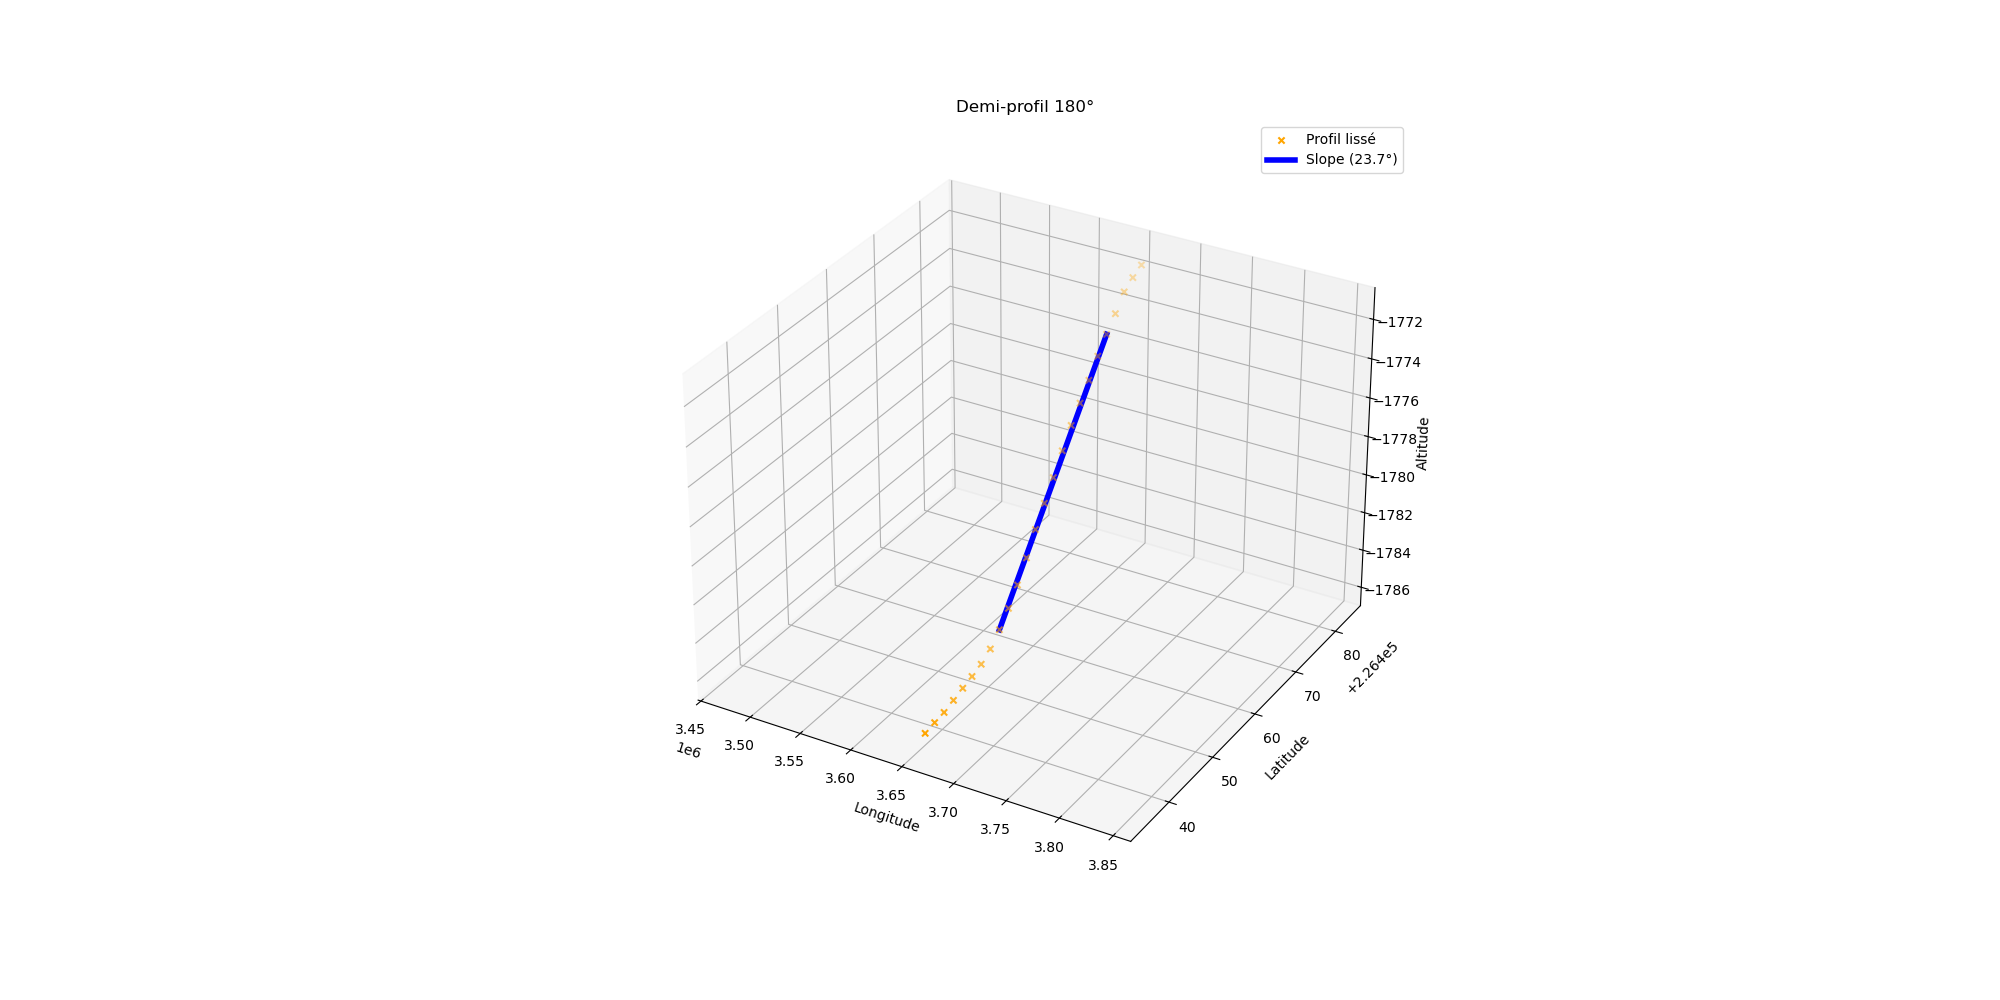 Demi-profil 180°
Profil lissé
Slope (23.7°)
−1772
−1774
−1776
−1778
−1780
−1782
−1784
−1786
Altitude
80
70
60
50
40
+2.264e5
Latitude
3.45
3.50
3.55
3.60
3.65
3.70
3.75
3.80
3.85
1e6
Longitude